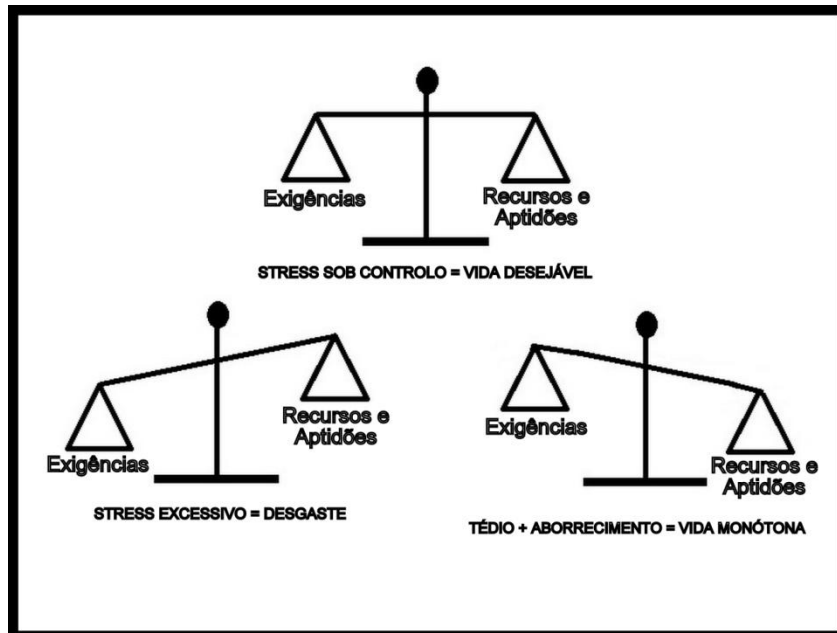 Exigências
Recursos e
Aptidões
STRESS SOB CONTROLO = VIDA DESEJÁVEL
Exigências
Recursos e
Aptidões
STRESS EXCESSIVO = DESGASTE
Exigências
Recursos e
Aptidões
TÉDIO + ABORRECIMENTO = VIDA MONÓTONA